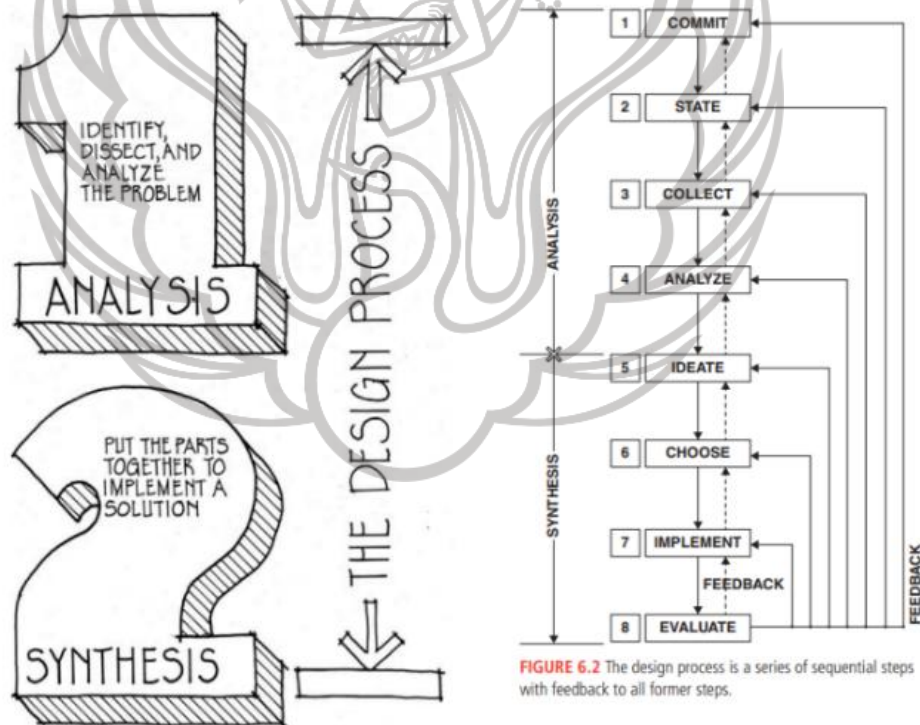 IDENTIFY,
DISSECT, AND
ANALYZE
THE PROBLEM
ANALYSIS
PUT THE PARTS
TOGETHER TO
IMPLEMENT A
SOLUTION
SYNTHESIS
THE DESIGN PROCESS
ANALYSIS
SYNTHESIS
1 COMMIT
2 STATE
3 COLLECT
4 ANALYZE
5 IDEATE
6 CHOOSE
7 IMPLEMENT
FEEDBACK
8 EVALUATE
FEEDBACK
FIGURE 6.2 The design process is a series of sequential steps
with feedback to all former steps.